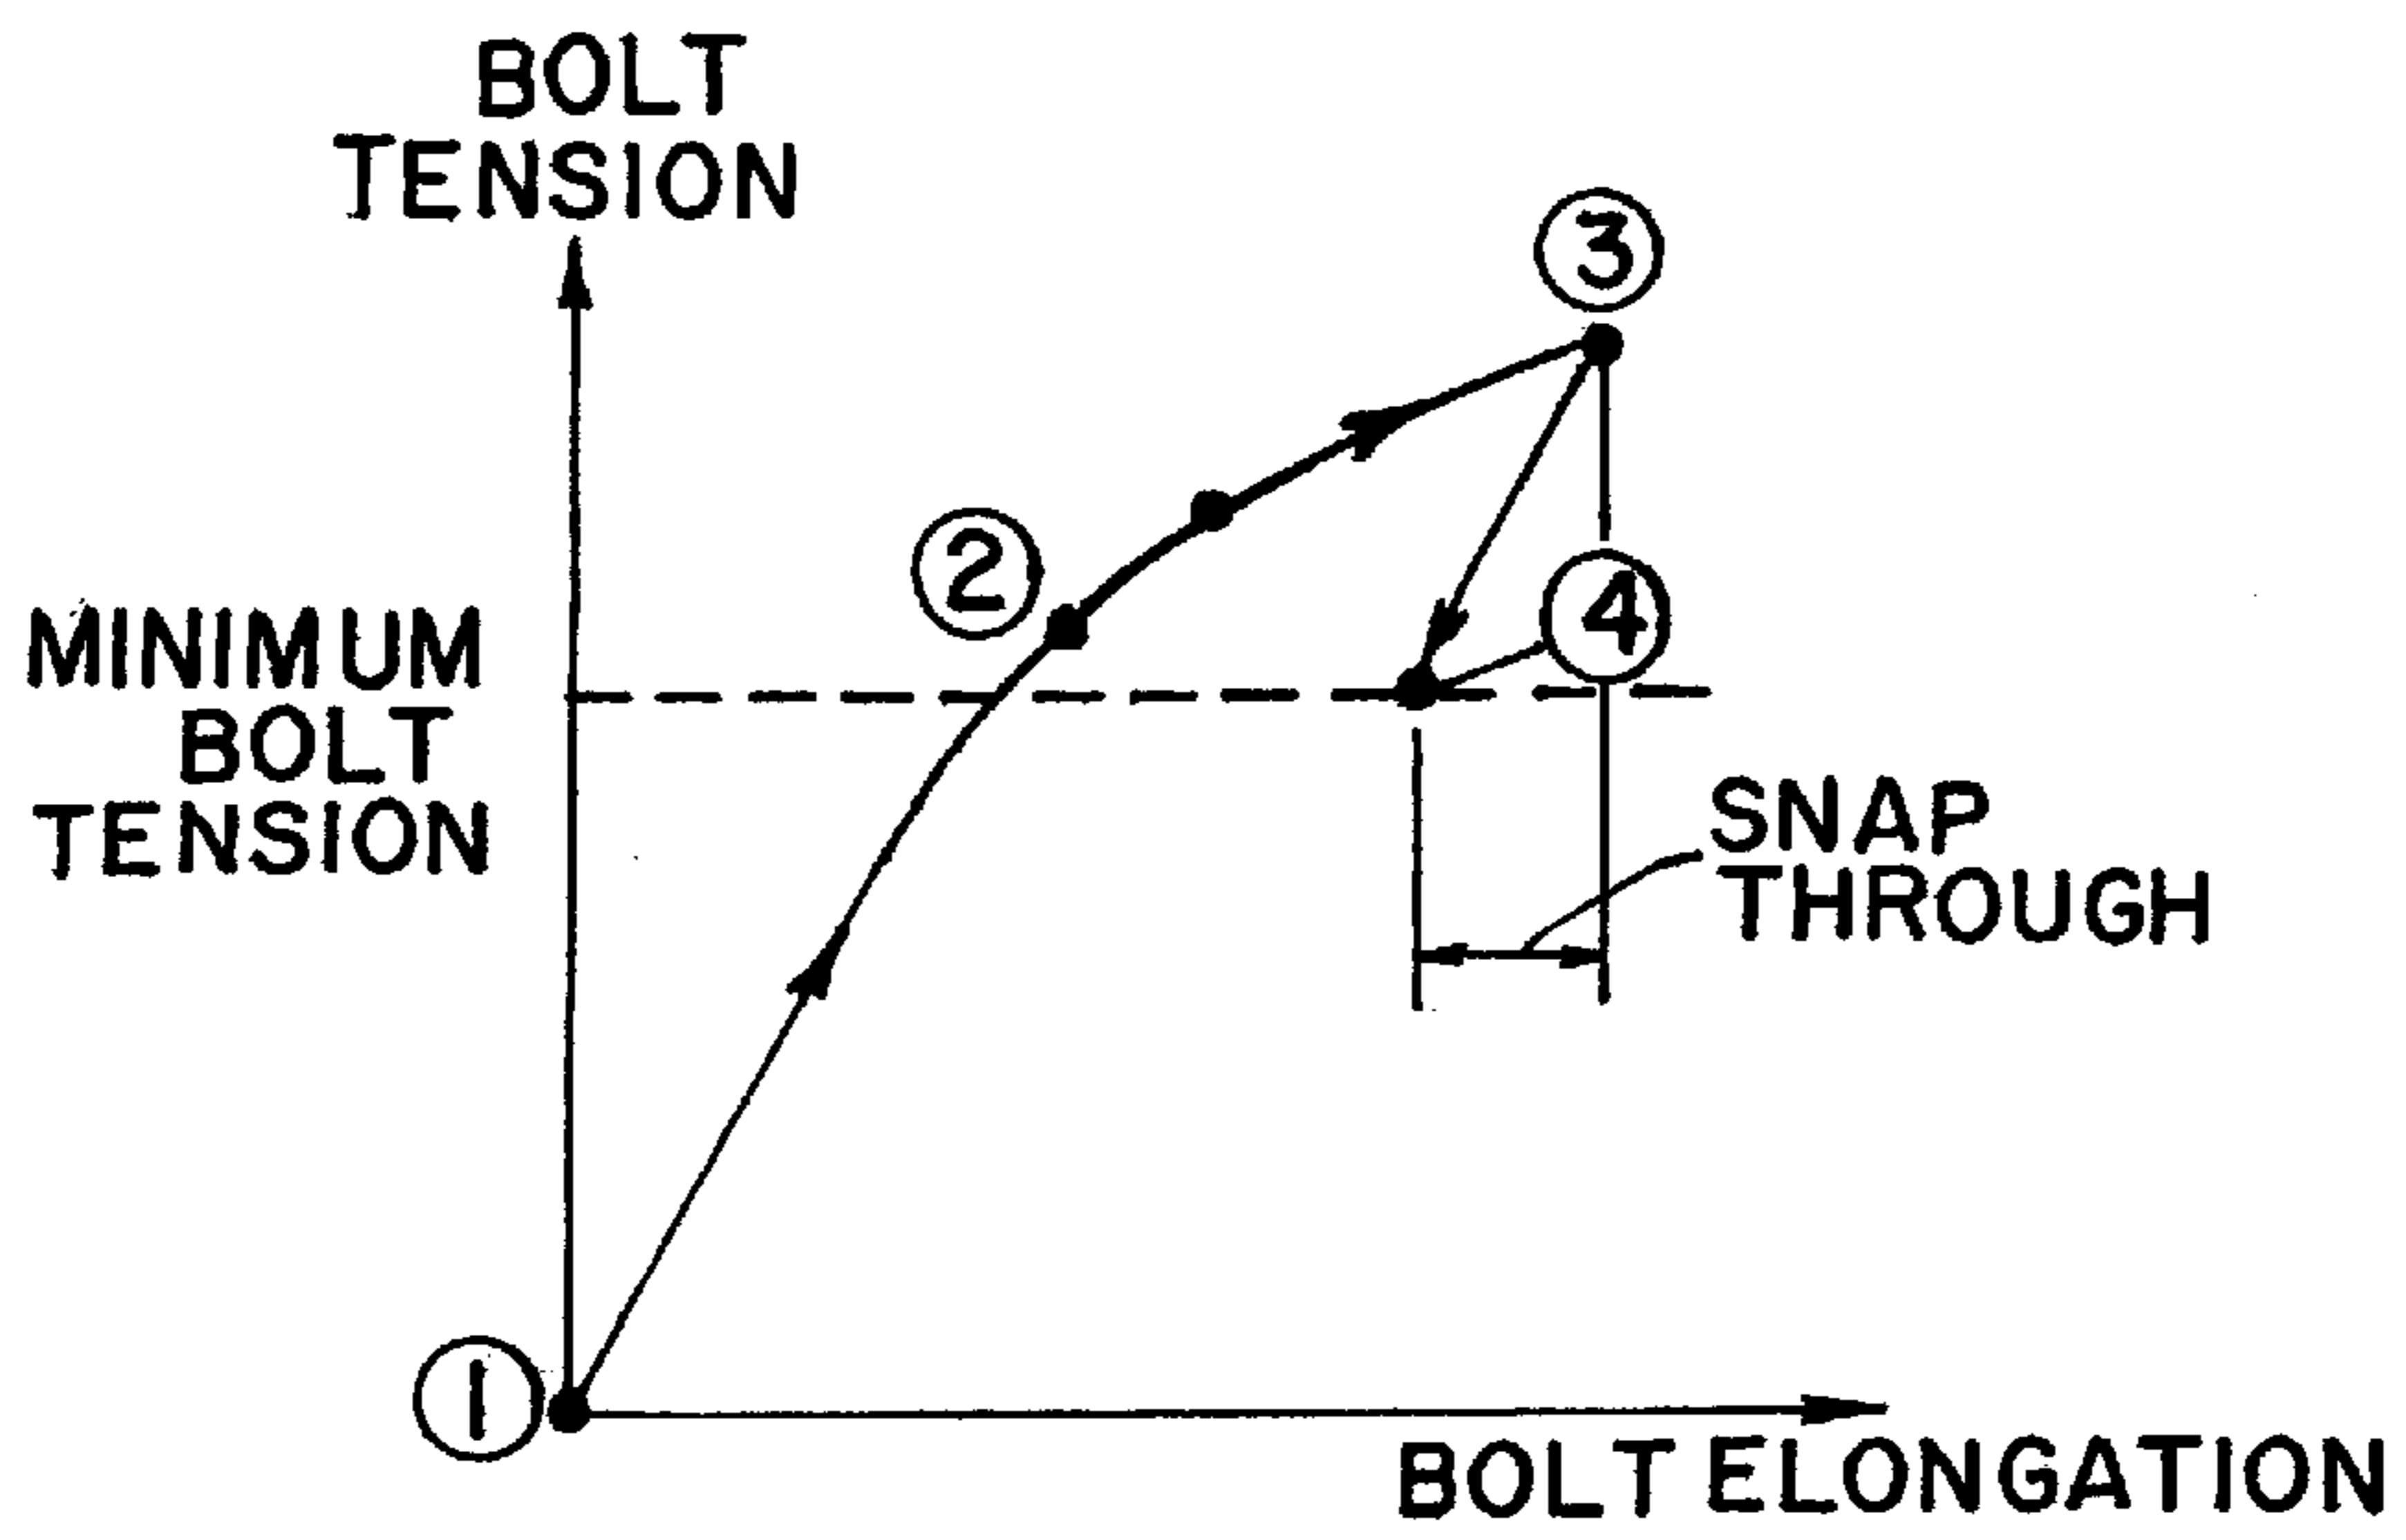 BOLT
TENSION
3
2
4
MINIMUM
BOLT
TENSION
SNAP
THROUGH
1
BOLT ELONGATION